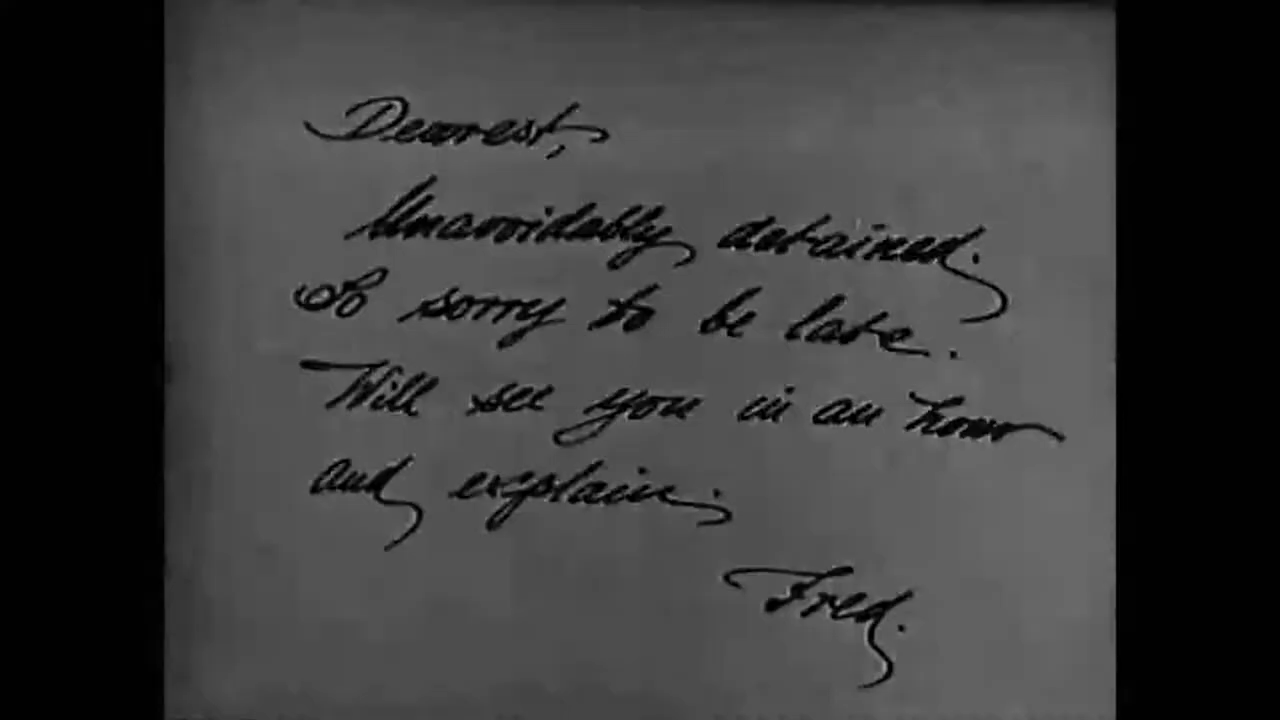 Dearest,
Unavoidably detained.
So sorry to be late.
Will see you in an hour
and explain.
Fred.